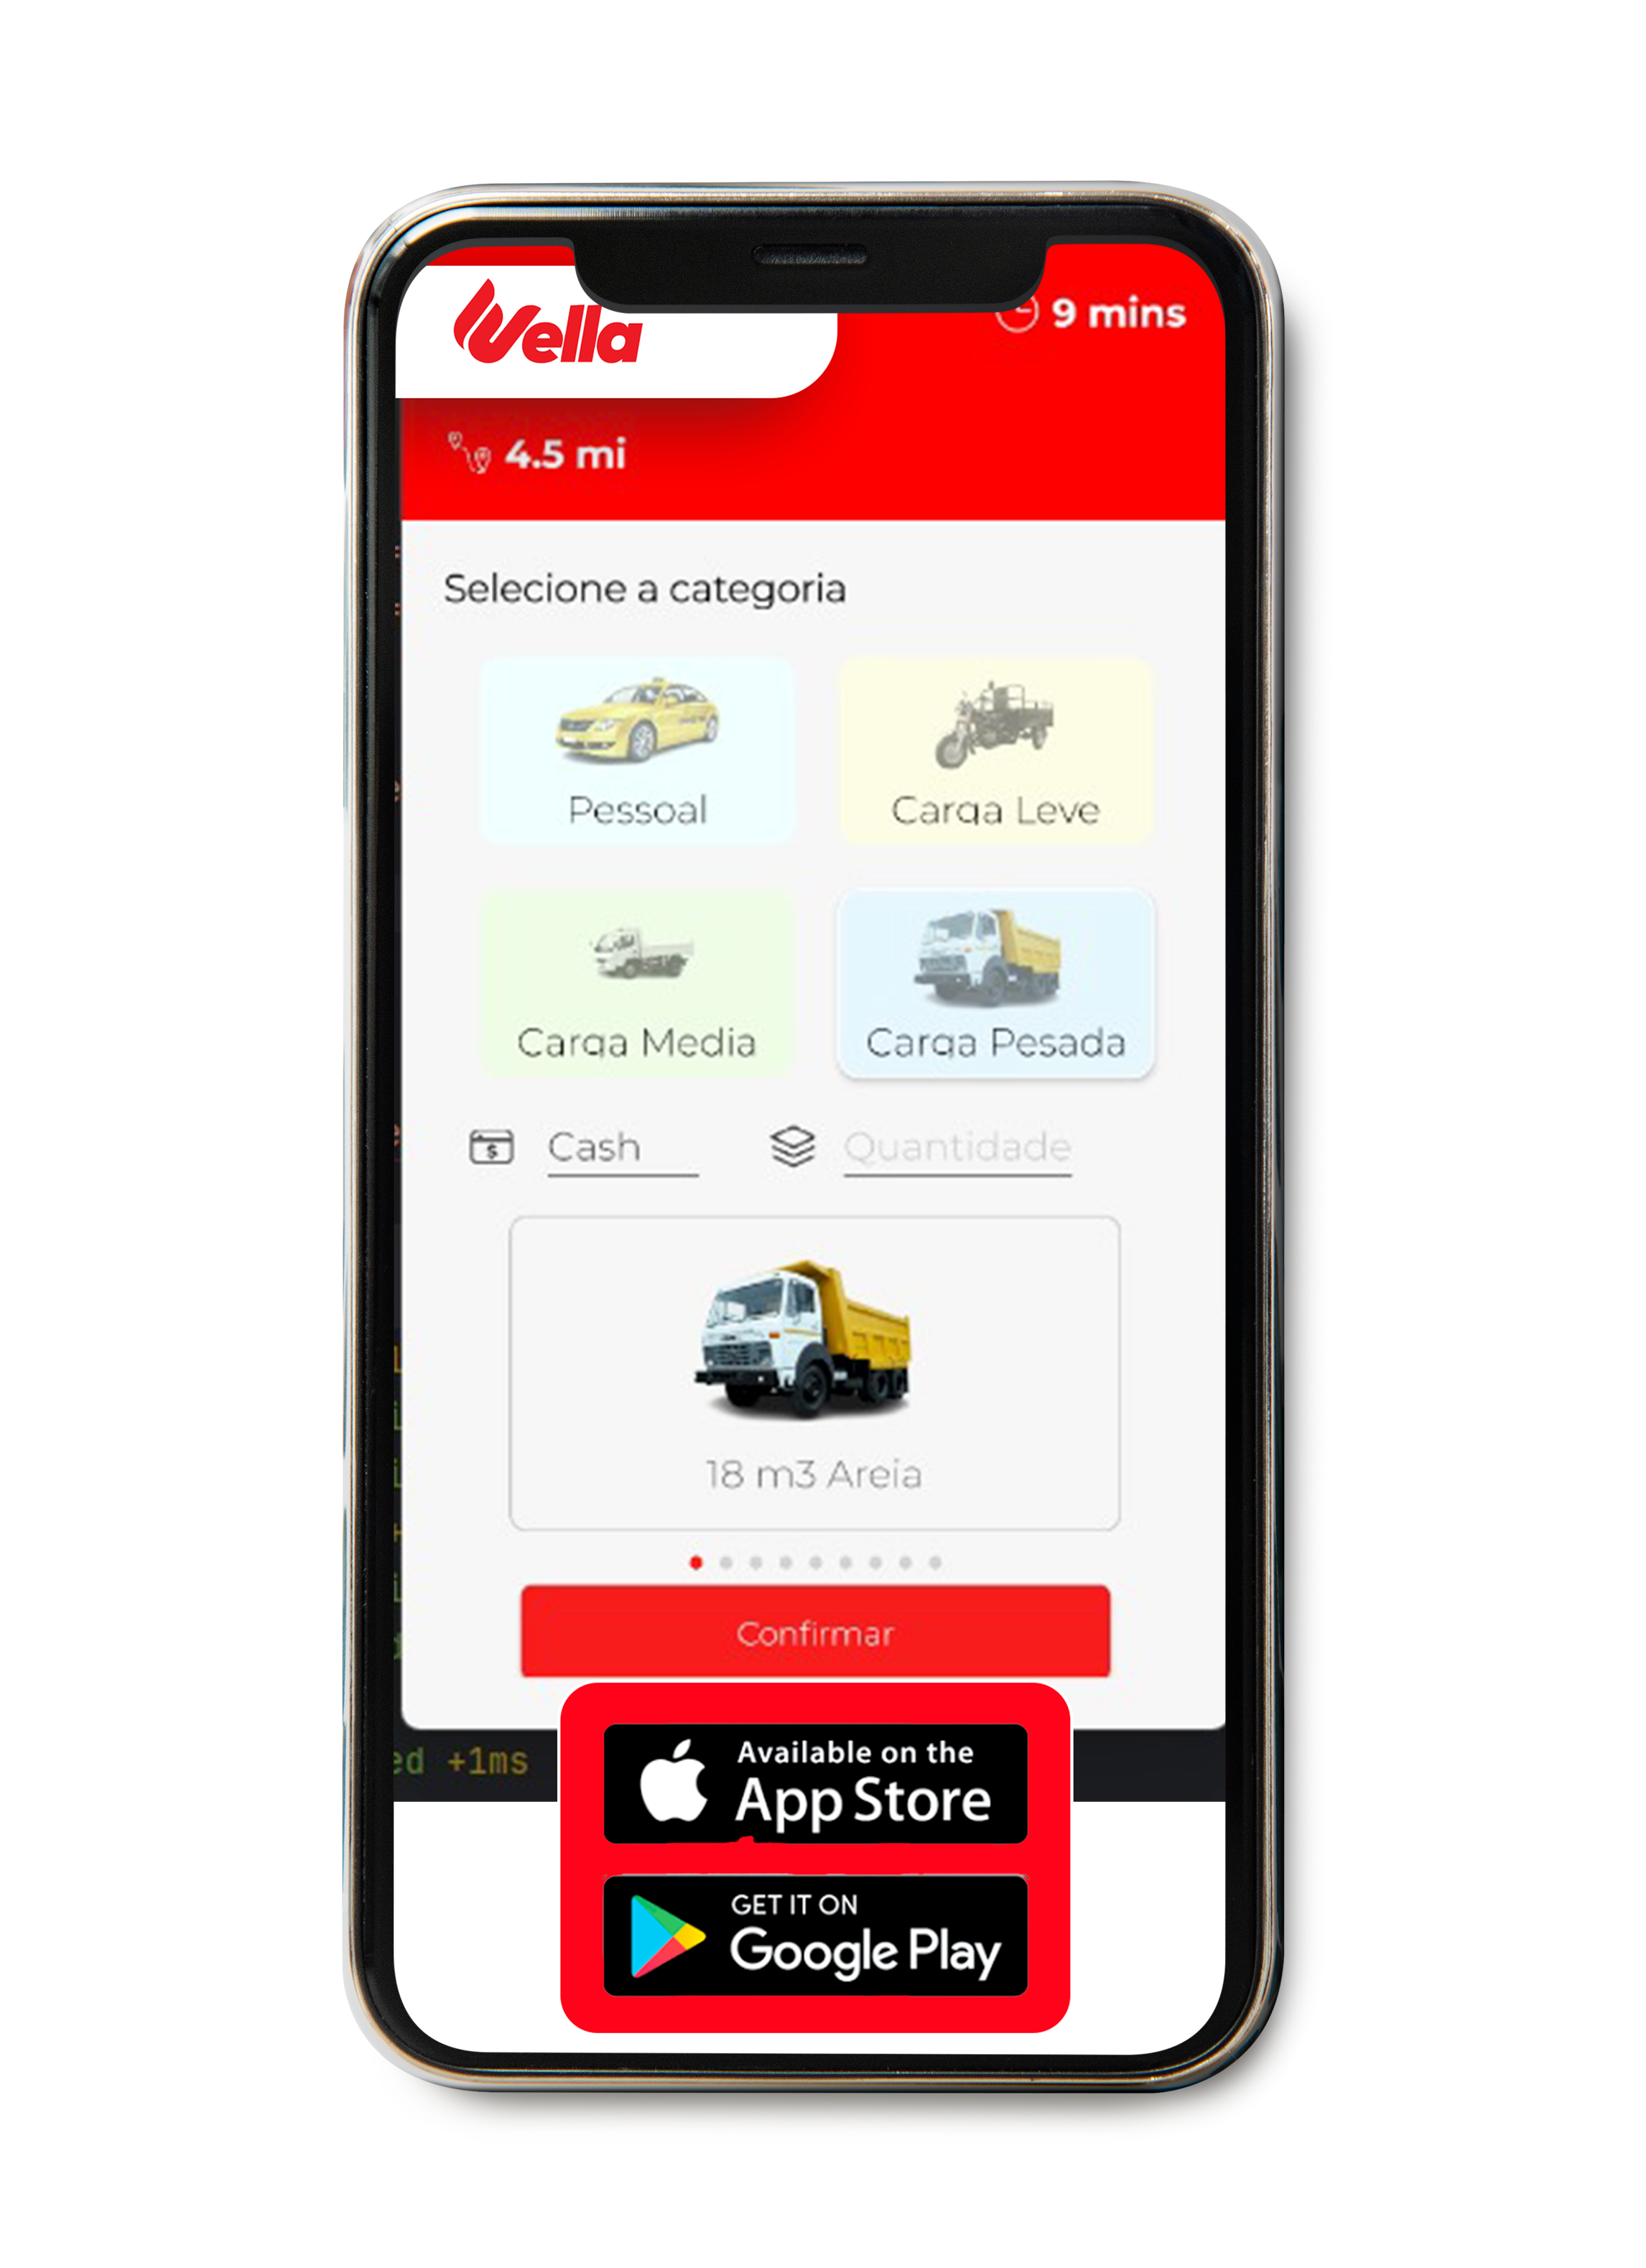 Vella
9 mins
4.5 mi
Selecione a categoria
Pessoal
Carga Leve
Carga Media
Carga Pesada
Cash
Quantidade
18 m3 Areia
Confirmar
ed +1ms
Available on the
App Store
GET IT ON
Google Play